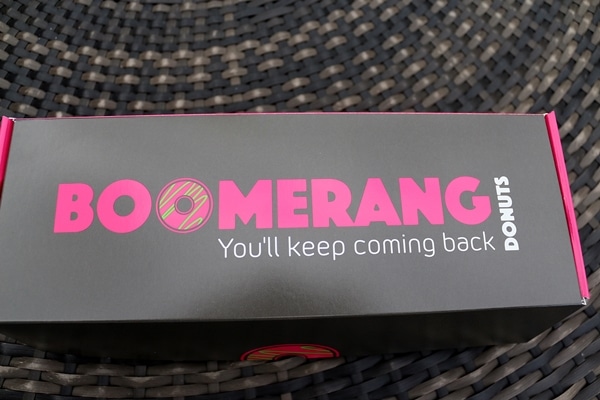 BOOMERANG
DONUTS
You'll keep coming back